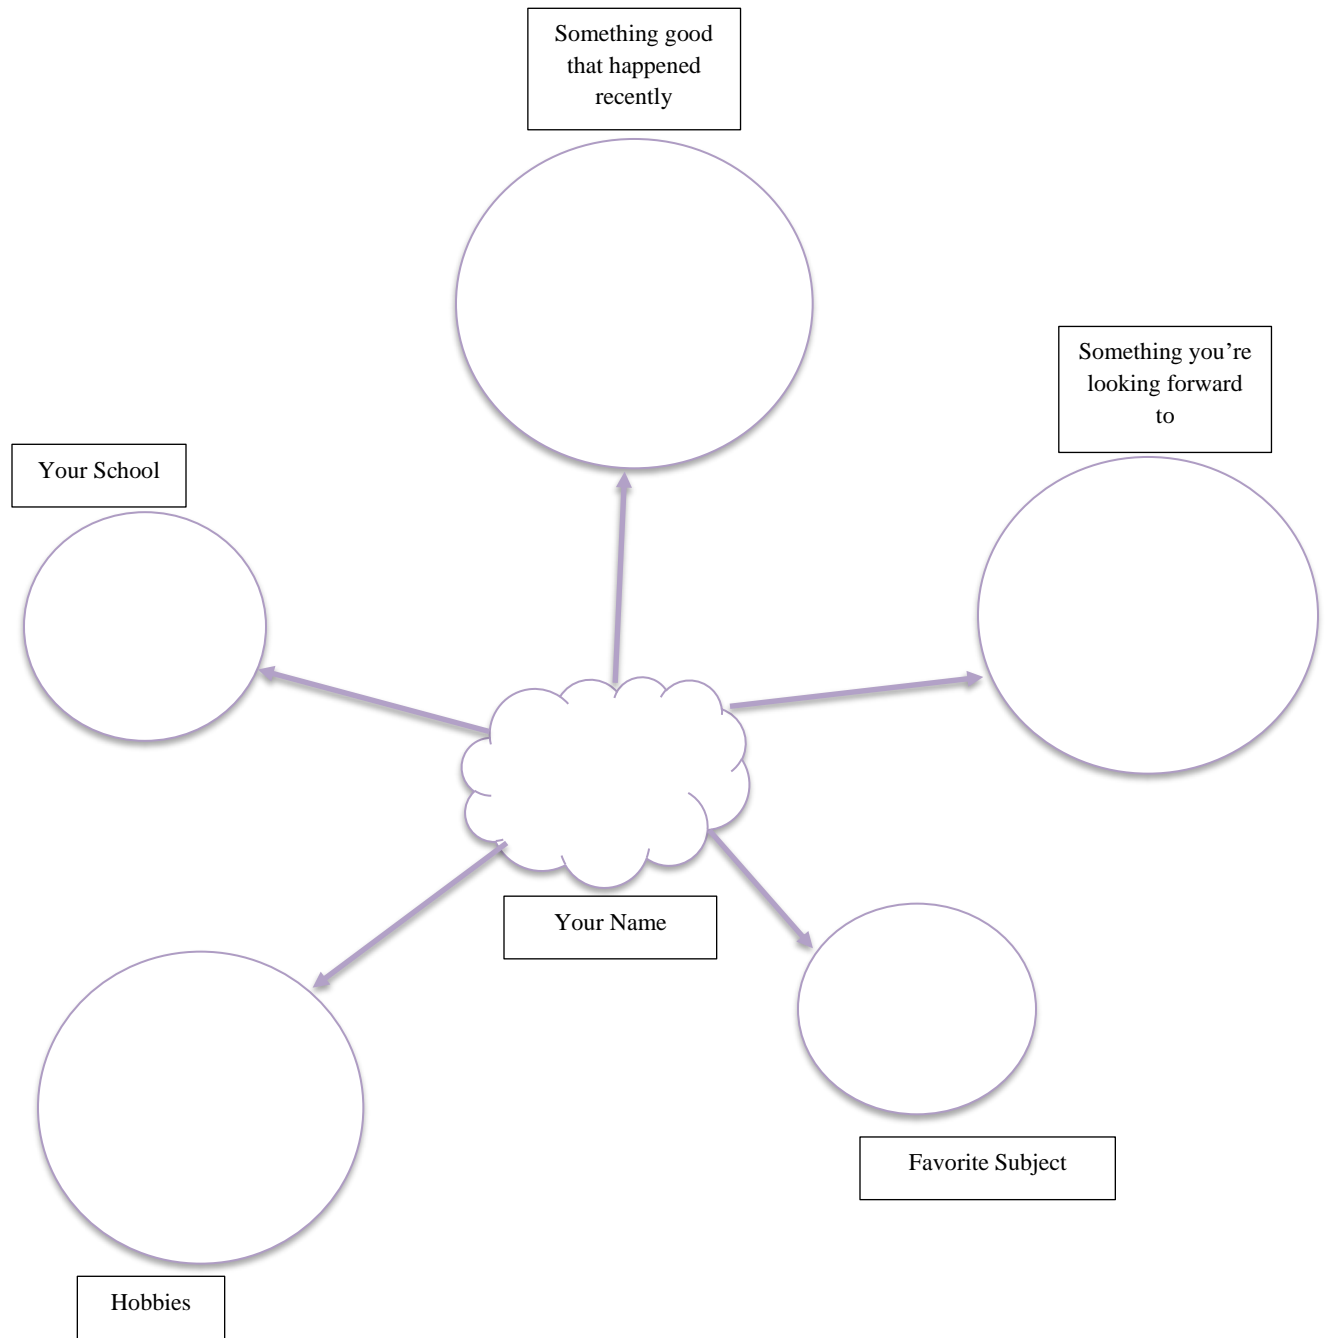 Something good
that happened
recently
Something you’re
looking forward
to
Your School
Your Name
Favorite Subject
Hobbies